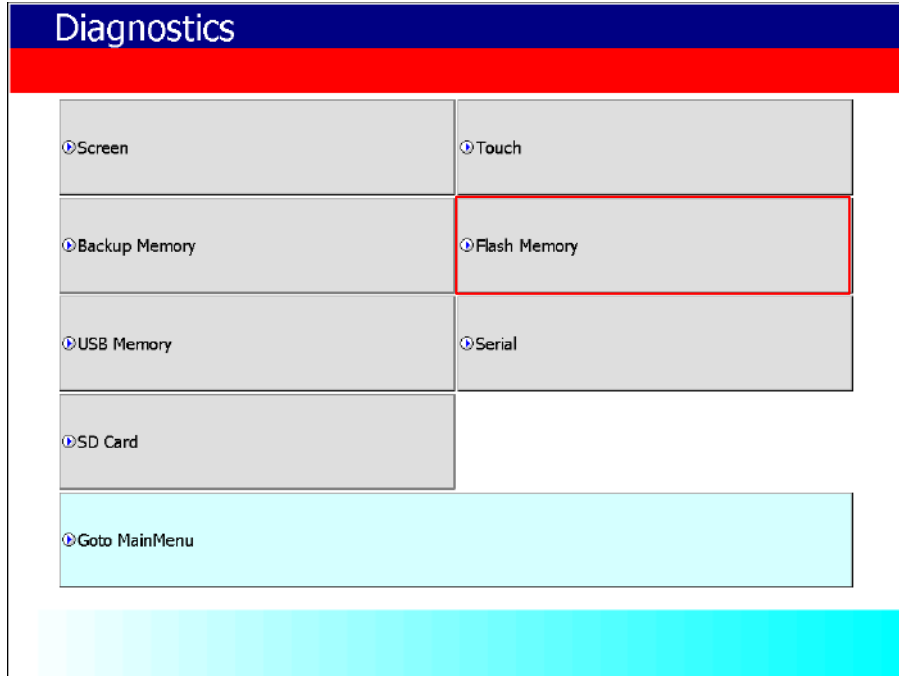 Diagnostics
Screen
Touch
Backup Memory
Flash Memory
USB Memory
Serial
SD Card
Goto MainMenu